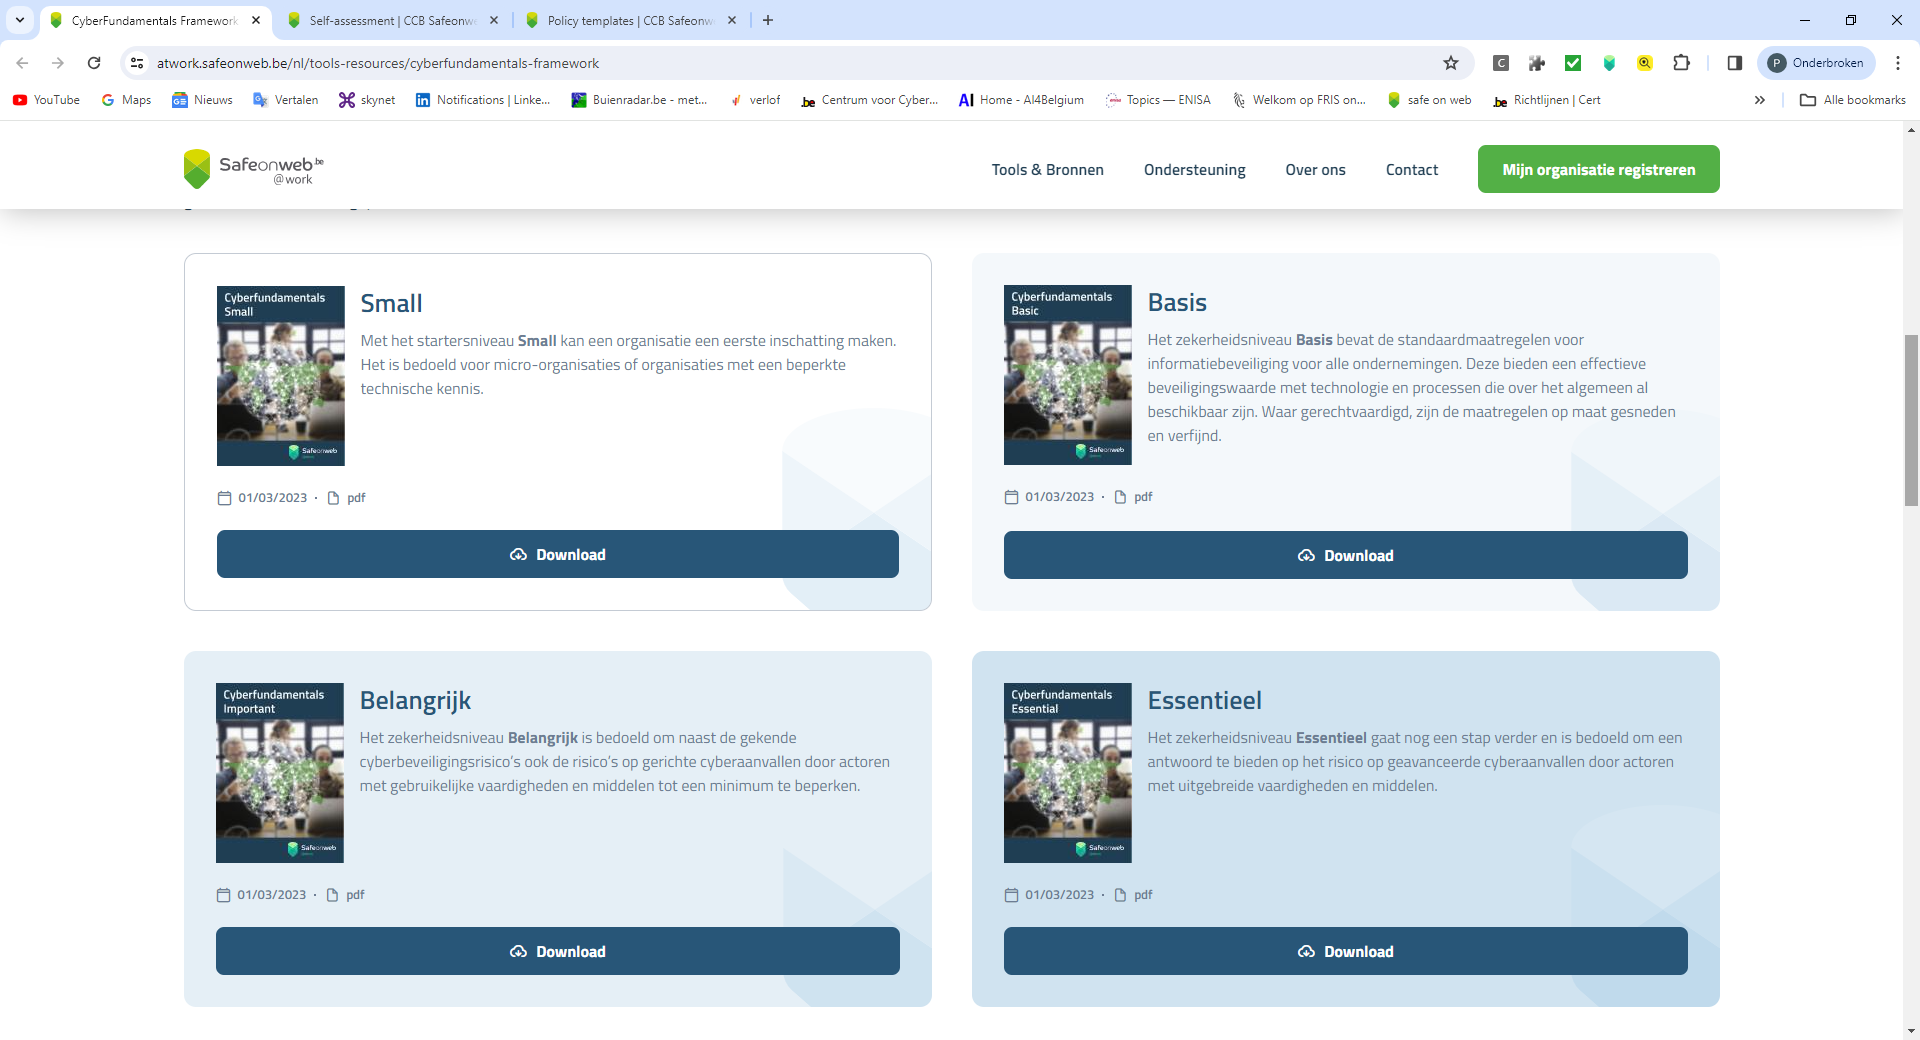 CyberFundamentals Framework
Self-assessment | CCB Safeonwe
Policy templates | CCB Safeonw
atwork.safeonweb.be/nl/tools-resources/cyberfundamentals-framework
P Onderbroken
YouTube
Maps
Nieuws
Vertalen
skynet
Notifications | Linke...
Buienradar.be - met...
verlof
Centrum voor Cyber...
Home - AI4Belgium
Topics — ENISA
Welkom op FRIS on...
safe on web
Richtlijnen | Cert
Alle bookmarks
Safeonweb.be
@work
Tools & Bronnen
Ondersteuning
Over ons
Contact
Mijn organisatie registreren
Cyberfundamentals
Small
Safeonweb
Small
Met het startersniveau Small kan een organisatie een eerste inschatting maken.
Het is bedoeld voor micro-organisaties of organisaties met een beperkte
technische kennis.
01/03/2023 · pdf
Download
Cyberfundamentals
Basic
Safeonweb
Basis
Het zekerheidsniveau Basis bevat de standaardmaatregelen voor
informatiebeveiliging voor alle ondernemingen. Deze bieden een effectieve
beveiligingswaarde met technologie en processen die over het algemeen al
beschikbaar zijn. Waar gerechtvaardigd, zijn de maatregelen op maat gesneden
en verfijnd.
01/03/2023 · pdf
Download
Cyberfundamentals
Important
Safeonweb
Belangrijk
Het zekerheidsniveau Belangrijk is bedoeld om naast de gekende
cyberbeveiligingsrisico’s ook de risico’s op gerichte cyberaanvallen door actoren
met gebruikelijke vaardigheden en middelen tot een minimum te beperken.
01/03/2023 · pdf
Download
Cyberfundamentals
Essential
Safeonweb
Essentieel
Het zekerheidsniveau Essentieel gaat nog een stap verder en is bedoeld om een
antwoord te bieden op het risico op geavanceerde cyberaanvallen door actoren
met uitgebreide vaardigheden en middelen.
01/03/2023 · pdf
Download